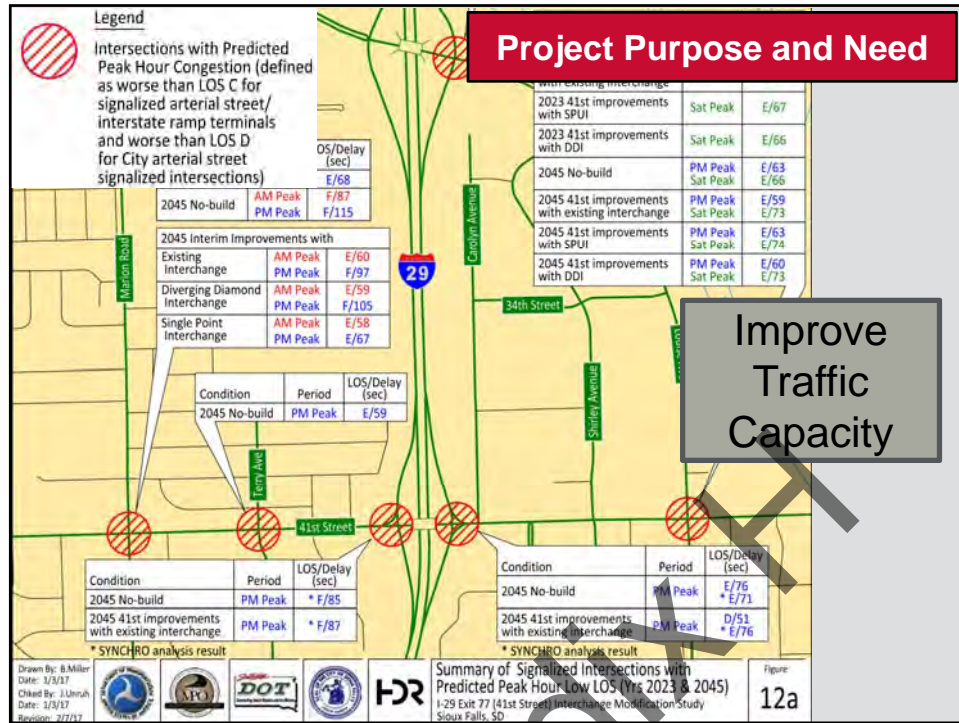 Project Purpose and Need
Legend
Intersections with Predicted
Peak Hour Congestion (defined
as worse than LOS C for
signalized arterial street/
interstate ramp terminals
and worse than LOS D
for City arterial street
signalized intersections)
OS/Delay
(sec)
E/68
2045 No-build AM Peak F/87
PM Peak F/115
2045 Interim Improvements with
Existing AM Peak E/60
Interchange PM Peak F/97
Diverging Diamond AM Peak E/59
Interchange PM Peak F/105
Single Point AM Peak E/58
Interchange PM Peak E/67
with existing interchange
2023 41st improvements Sat Peak E/67
with SPUI
2023 41st improvements Sat Peak E/66
with DDI
2045 No-build PM Peak E/63
Sat Peak E/66
2045 41st improvements PM Peak E/59
with existing interchange Sat Peak E/73
2045 41st improvements PM Peak E/63
with SPUI Sat Peak E/74
2045 41st improvements PM Peak E/60
with DDI Sat Peak E/73
Marion Road
29
Carolyn Avenue
34th Street
Shirley Avenue
Improve
Traffic
Capacity
Condition Period LOS/Delay
(sec)
2045 No-build PM Peak E/59
Terry Ave
41st Street
Condition Period LOS/Delay
(sec)
2045 No-build PM Peak * F/85
2045 41st improvements PM Peak * F/87
with existing interchange
* SYNCHRO analysis result
Condition Period LOS/Delay
(sec)
2045 No-build PM Peak E/76
* E/71
2045 41st improvements PM Peak D/51
with existing interchange * E/76
* SYNCHRO analysis result
Drawn By: B.Miller
Date: 1/3/17
Chked By: J.Unruh
Date: 1/3/17
Revision: 2/7/17
MPO
DOT
HDR
Summary of Signalized Intersections with
Predicted Peak Hour Low LOS (Yrs 2023 & 2045)
I-29 Exit 77 (41st Street) Interchange Modification Study
Sioux Falls, SD
Figure
12a